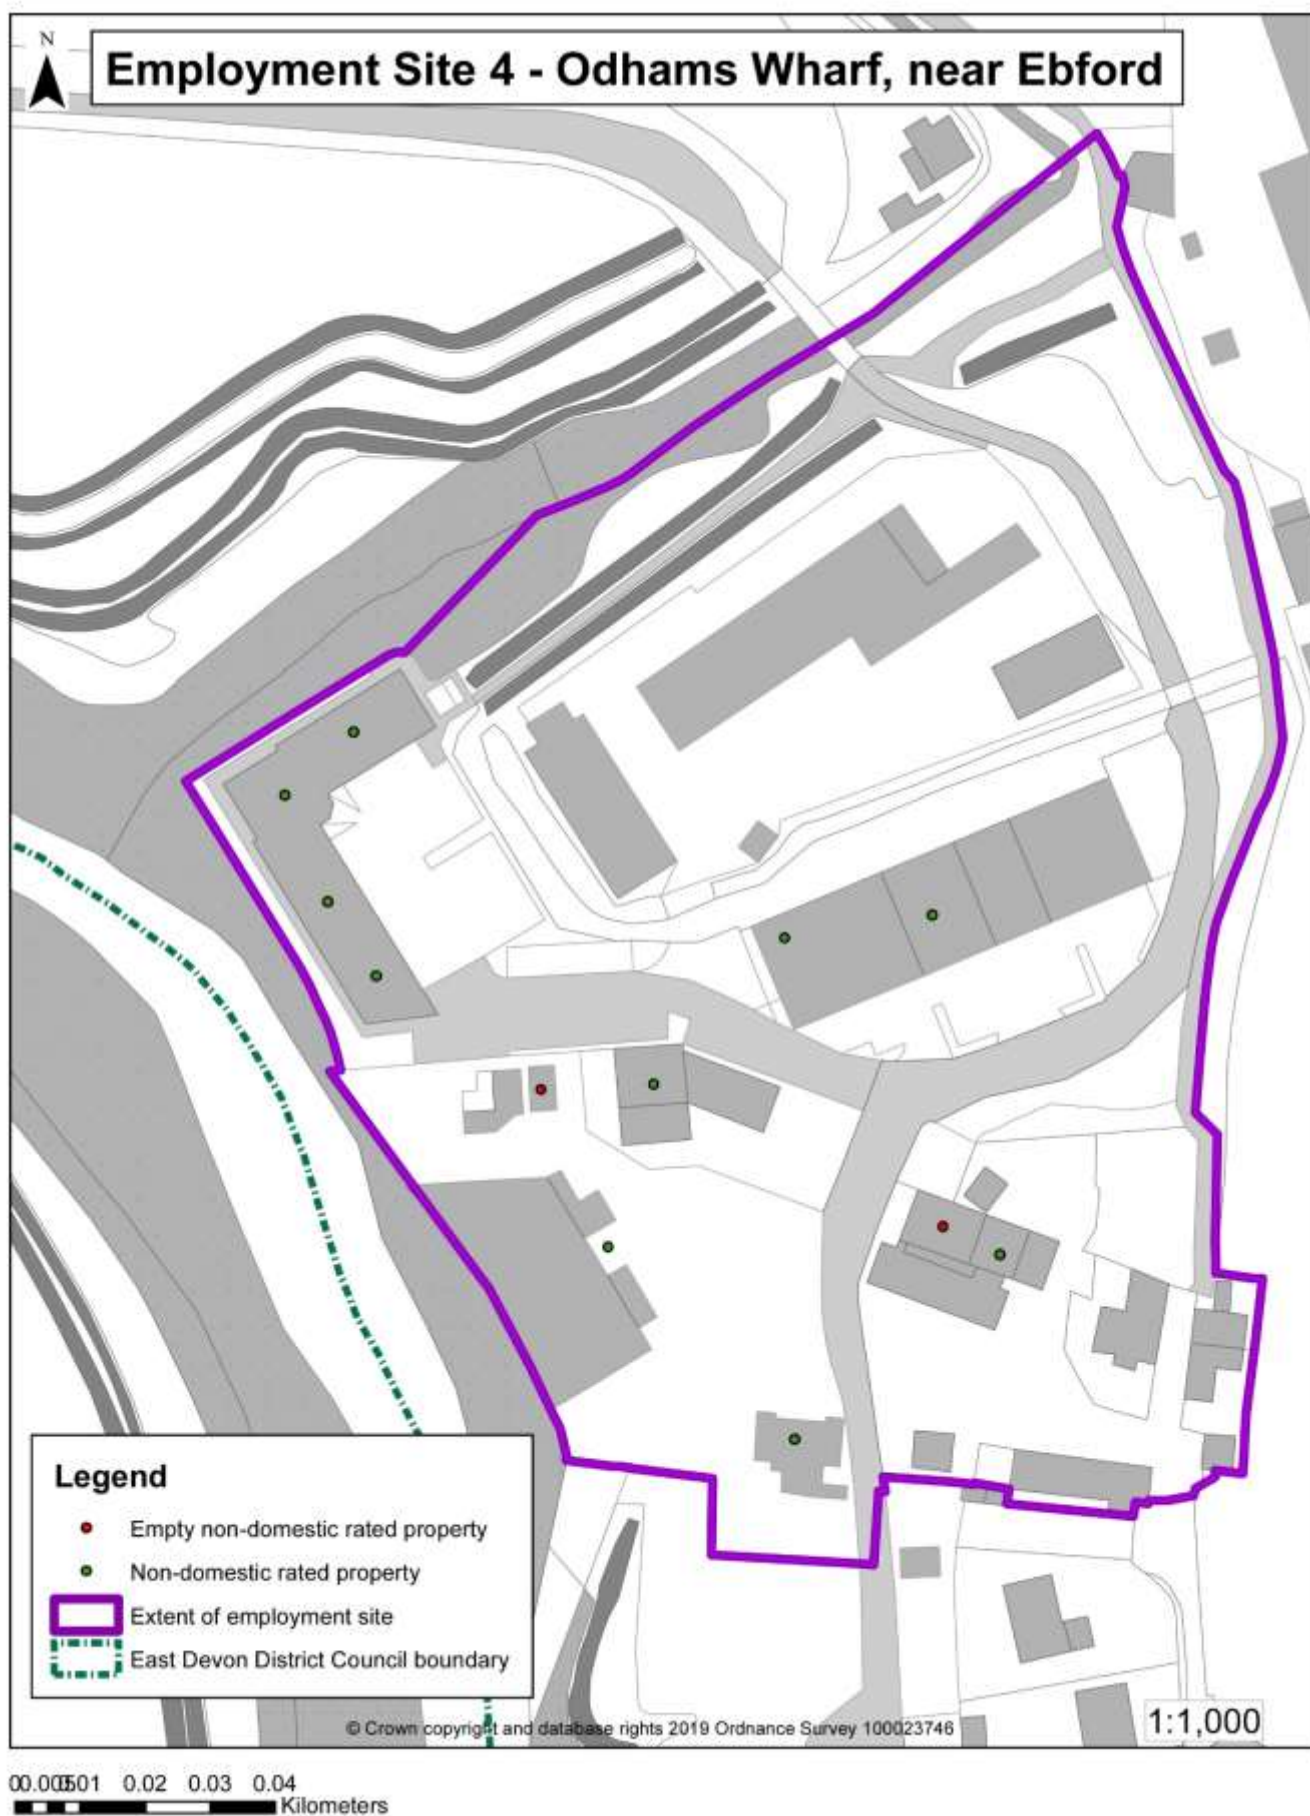 N
Employment Site 4 - Odhams Wharf, near Ebford
Legend
Empty non-domestic rated property
Non-domestic rated property
Extent of employment site
East Devon District Council boundary
© Crown copyright and database rights 2019 Ordnance Survey 100023746
1:1,000
0.02 0.03 0.04
Kilometers